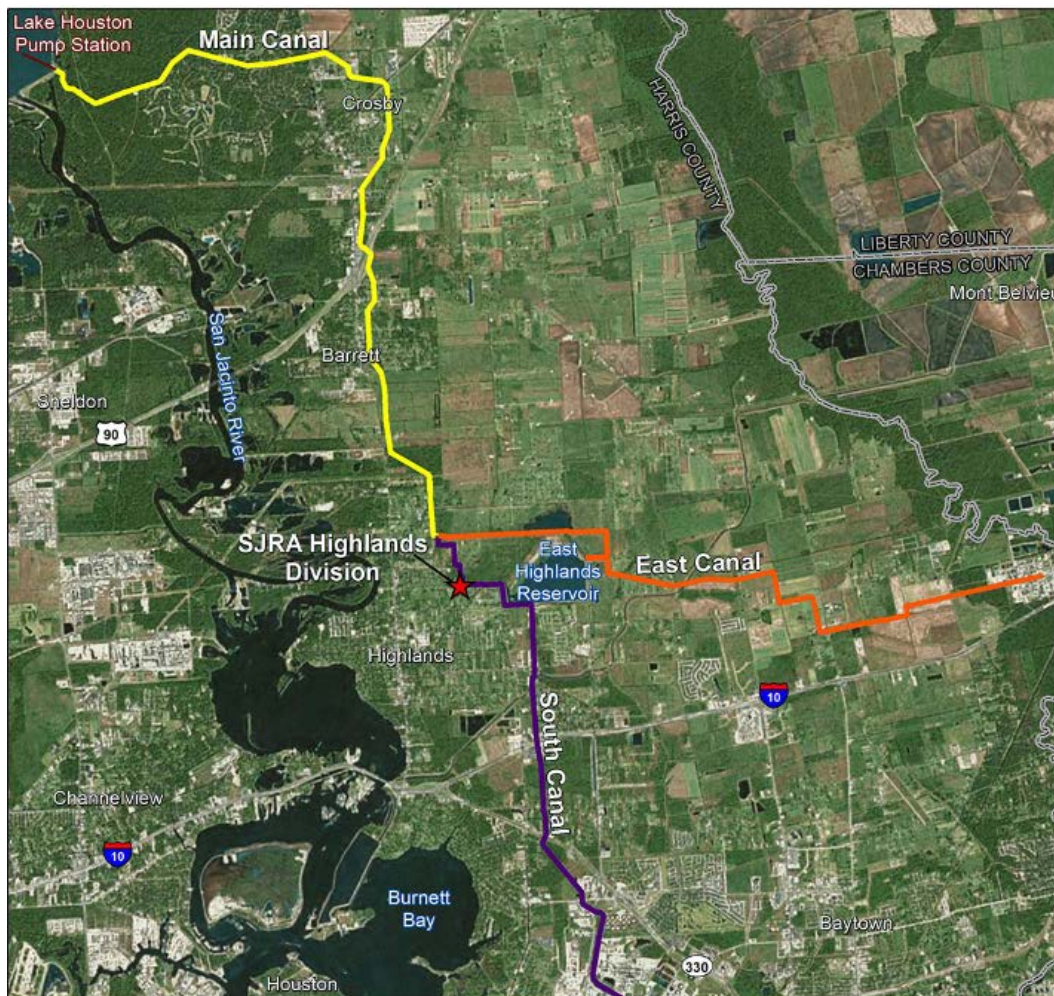 Lake Houston
Pump Station
Main Canal
Crosby
HARRIS COUNTY
LIBERTY COUNTY
CHAMBERS COUNTY
Mont Belvieu
San Jacinto River
Barrett
Sheldon
90
SJRA Highlands
Division
East
Highlands
Reservoir
East Canal
Highlands
10
South Canal
Channelview
10
Burnett
Bay
Baytown
330
Houston